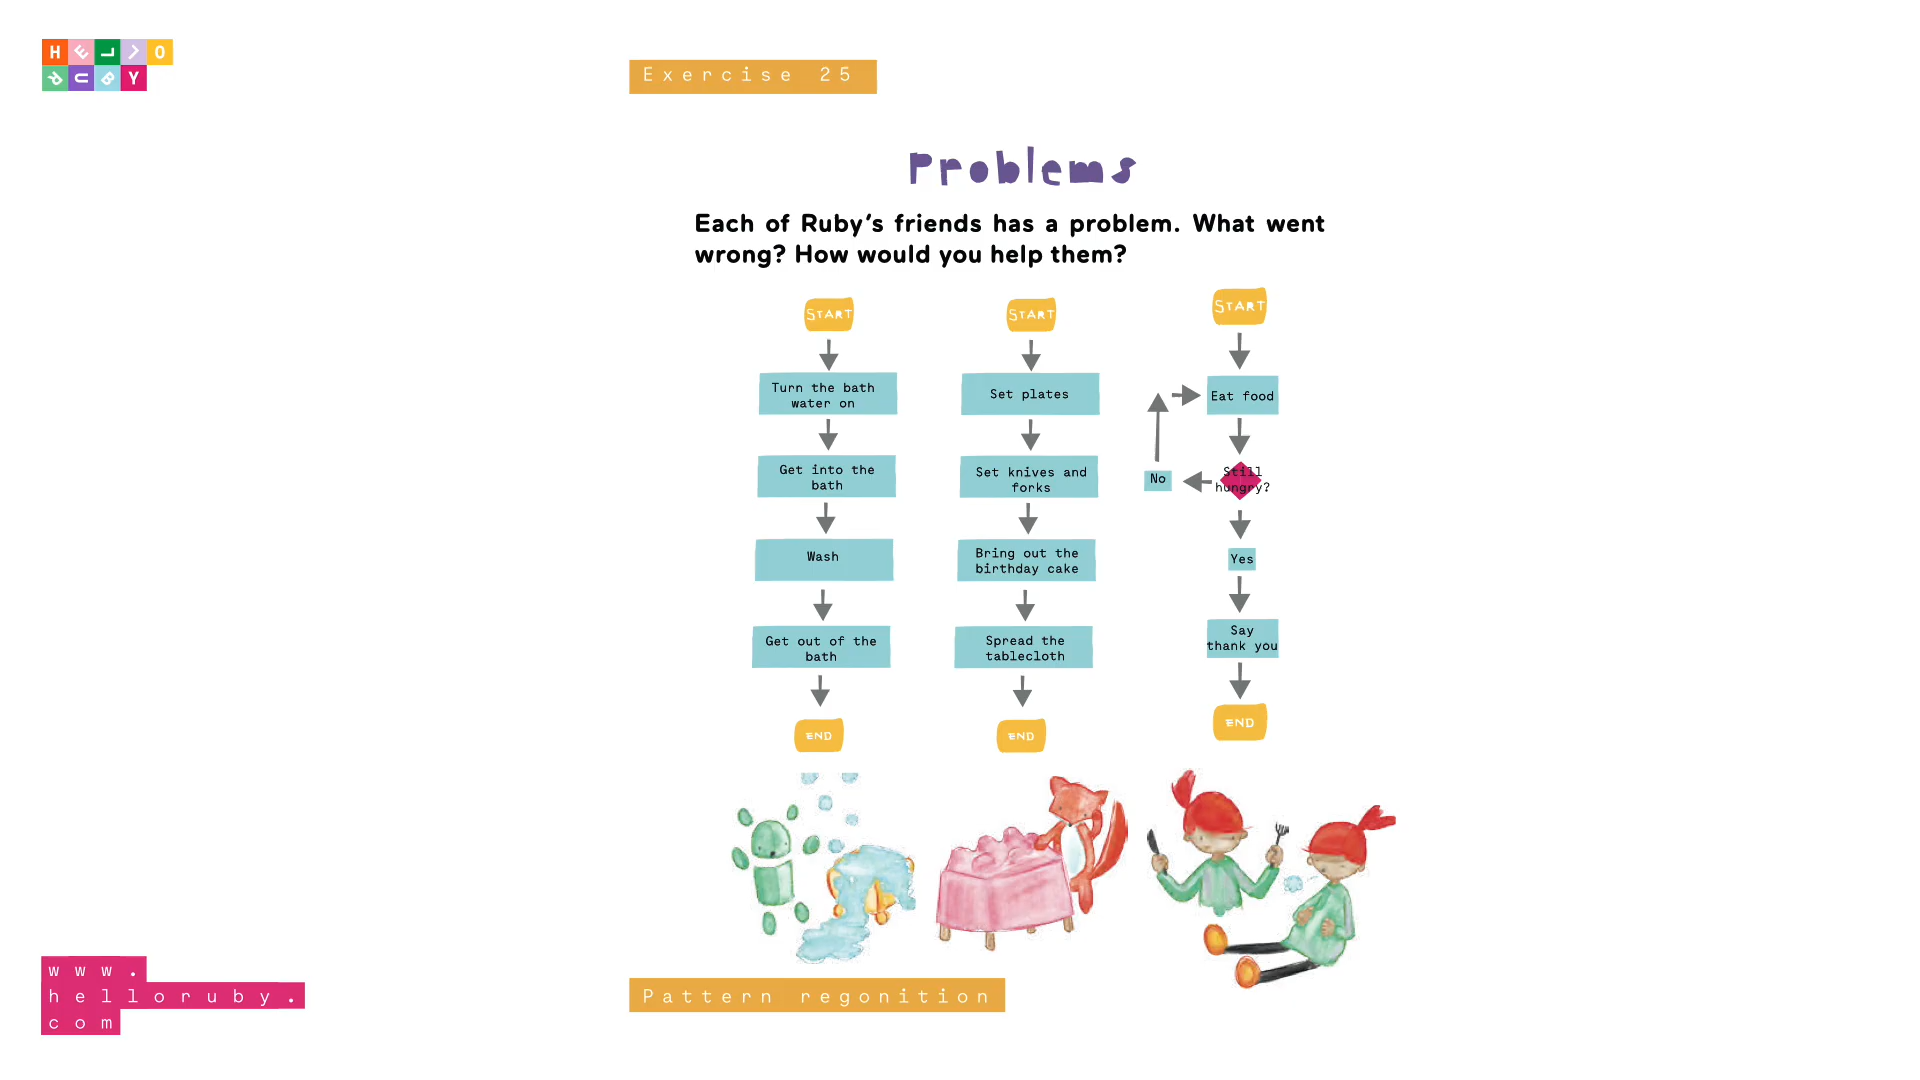 HELLO
RUBY
Exercise 25
Problems
Each of Ruby's friends has a problem. What went
wrong? How would you help them?
START
Turn the bath
water on
Get into the
bath
Wash
Get out of the
bath
END
START
Set plates
Set knives and
forks
Bring out the
birthday cake
Spread the
tablecloth
END
START
Eat food
Still
hungry?
No
Yes
Say
thank you
END
Pattern regonition
www.
helloruby.
com